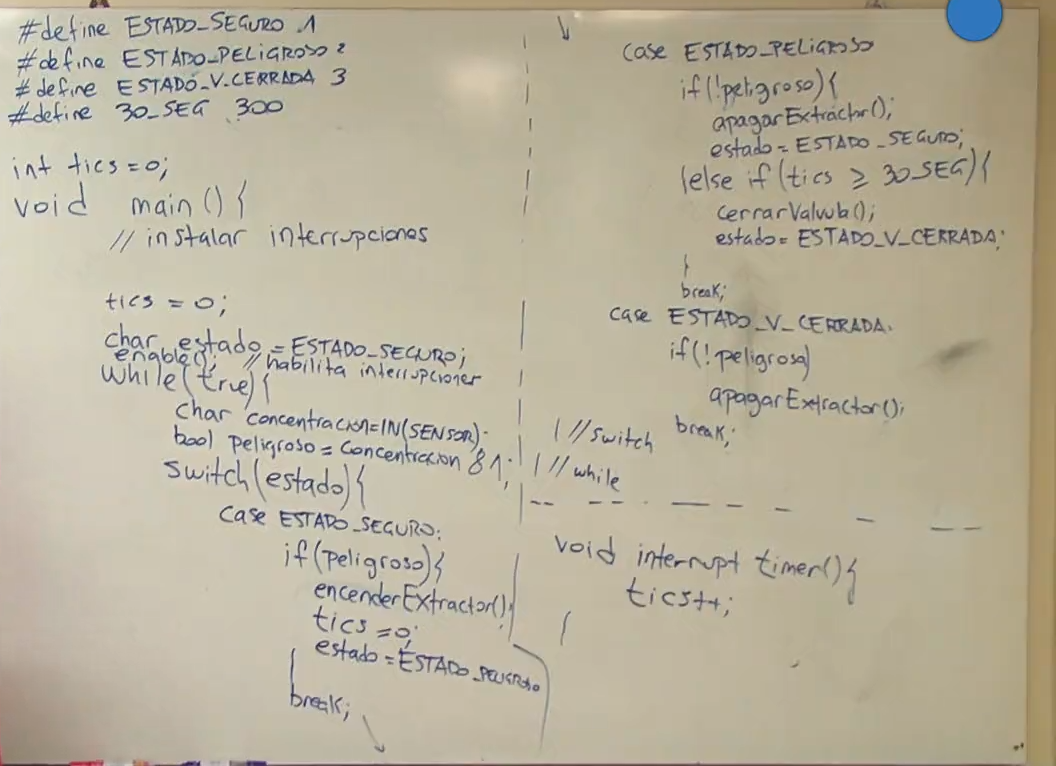 #define ESTADO_SEGURO 1
#define ESTADO_PELIGROSO 2
#define ESTADO_V_CERRADA 3
#define 30_SEG 300
int tics=0;
void main(){
// instalar interrupciones
tics = 0;
char estado = ESTADO_SEGURO;
enable(); // habilita interrupciones
while(true){
char concentracion=IN(SENSOR);
bool peligroso = concentracion & 1;
switch(estado){
case ESTADO_SEGURO:
if(peligroso){
encenderExtractor();
tics =0;
estado = ESTADO_PELIGROSO
}
break;
case ESTADO_PELIGROSO
if(!peligroso){
apagarExtractor();
estado = ESTADO_SEGURO;
}else if(tics ≥ 30_SEG){
cerrarValvula();
estado = ESTADO_V_CERRADA;
}
break;
case ESTADO_V_CERRADA.
if(!peligroso)
apagarExtractor();
break;
} // switch
} // while
void interrupt timer(){
tics++;
}